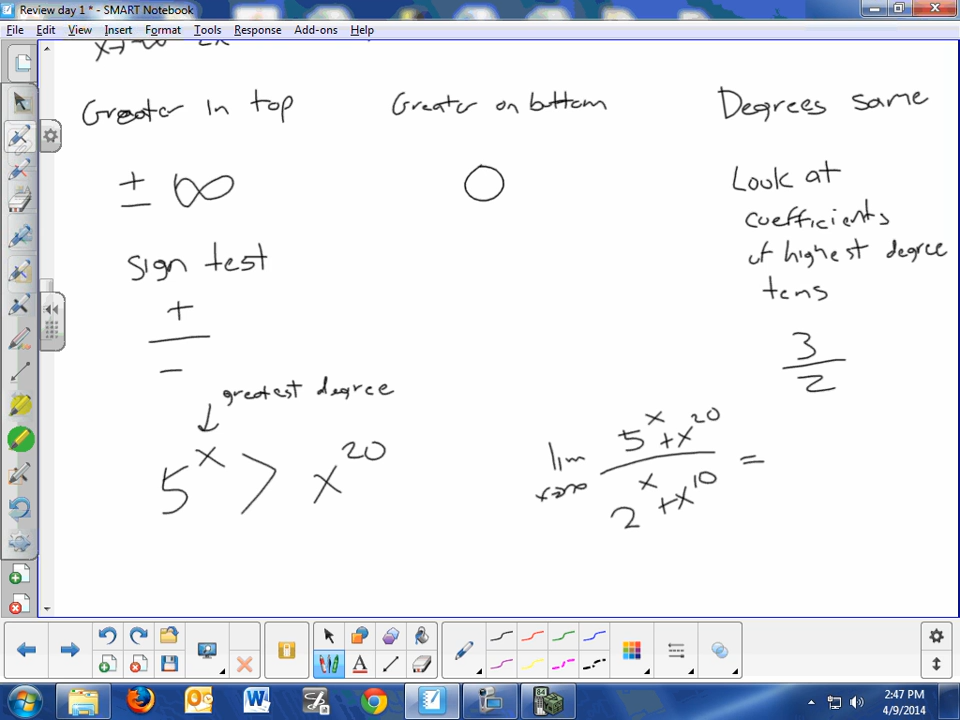 Review day 1 * - SMART Notebook
File Edit View Insert Format Tools Response Add-ons Help
Greater in top
Greater on bottom
Degrees same
± ∞
0
Look at
coefficients
of highest degree
tems
sign test
+
—
3
—
2
greatest degree
5^x > x^20
lim 5^x + x^20 / 2^x + x^10 =
x→∞
2:47 PM
4/9/2014